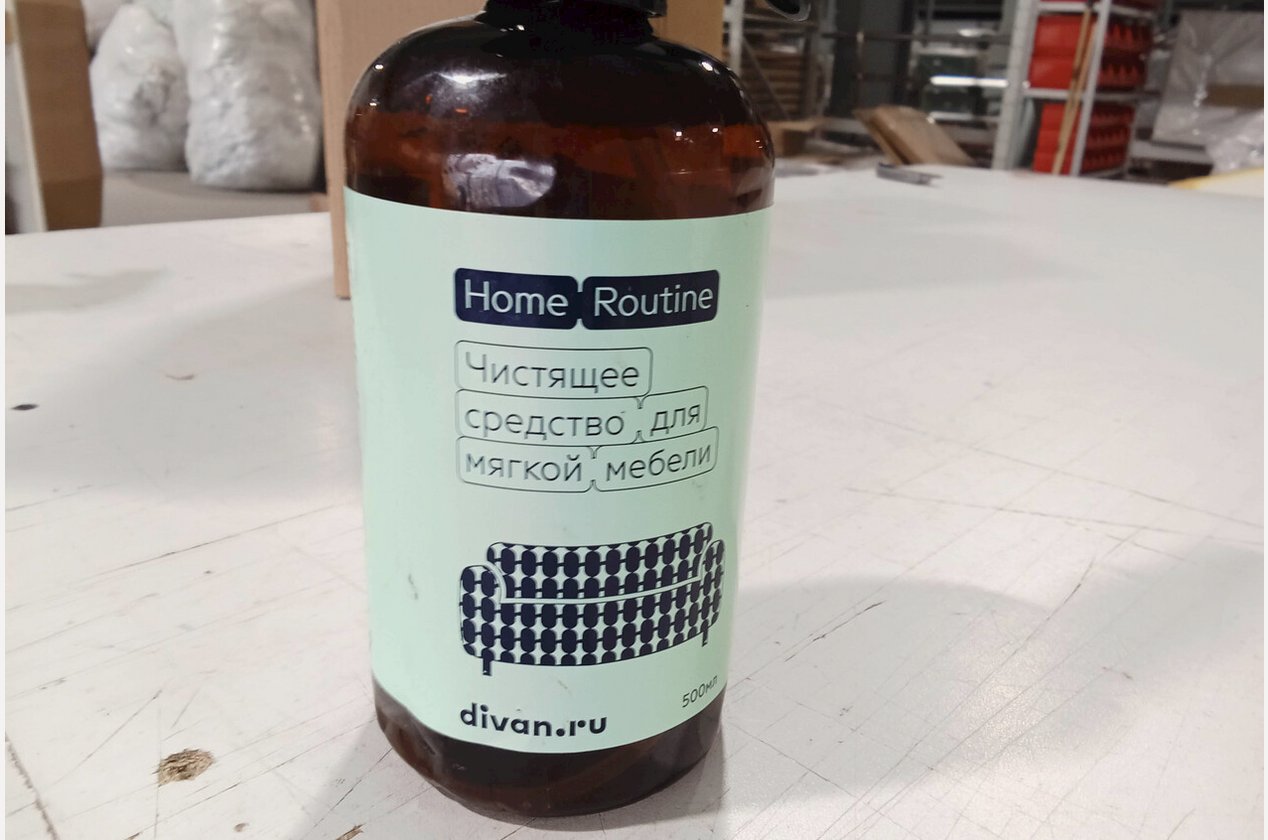 Home Routine
Чистящее
средство для
мягкой мебели
divan.ru
500мл